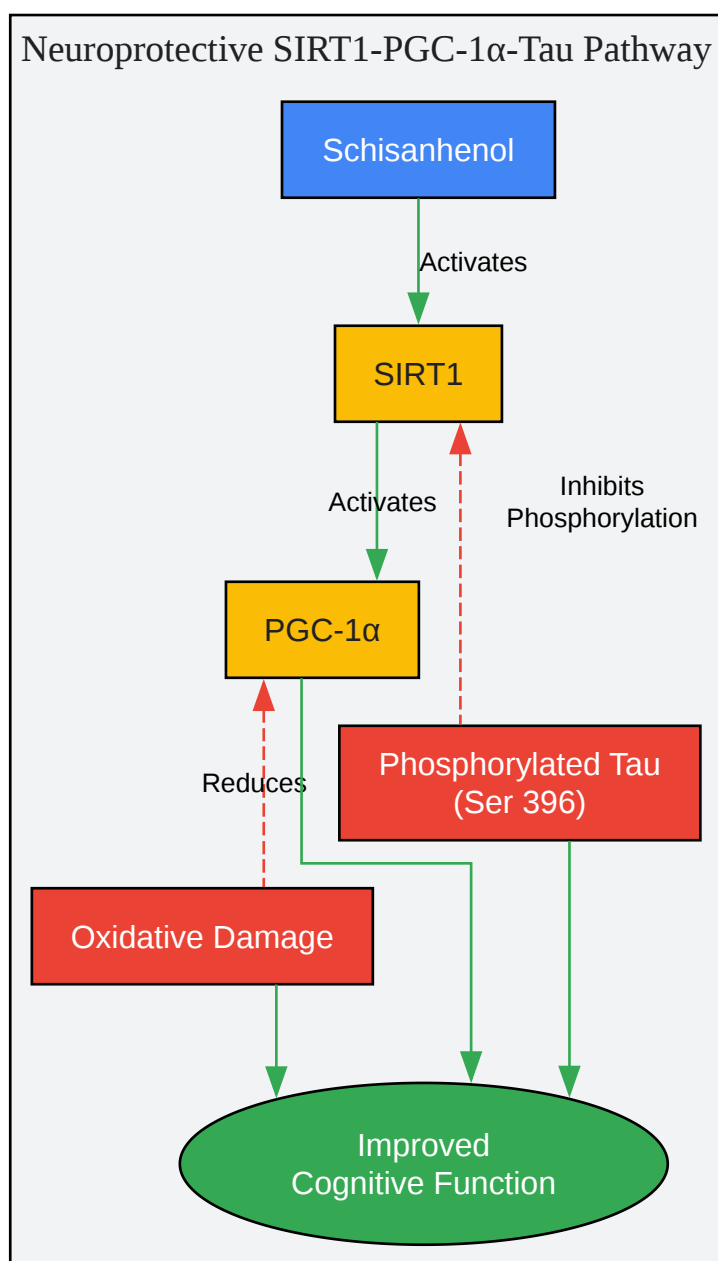 Neuroprotective SIRT1-PGC-1α-Tau Pathway
Schisanhenol
Activates
SIRT1
Activates
Inhibits
Phosphorylation
PGC-1α
Reduces
Phosphorylated Tau
(Ser 396)
Oxidative Damage
Improved
Cognitive Function